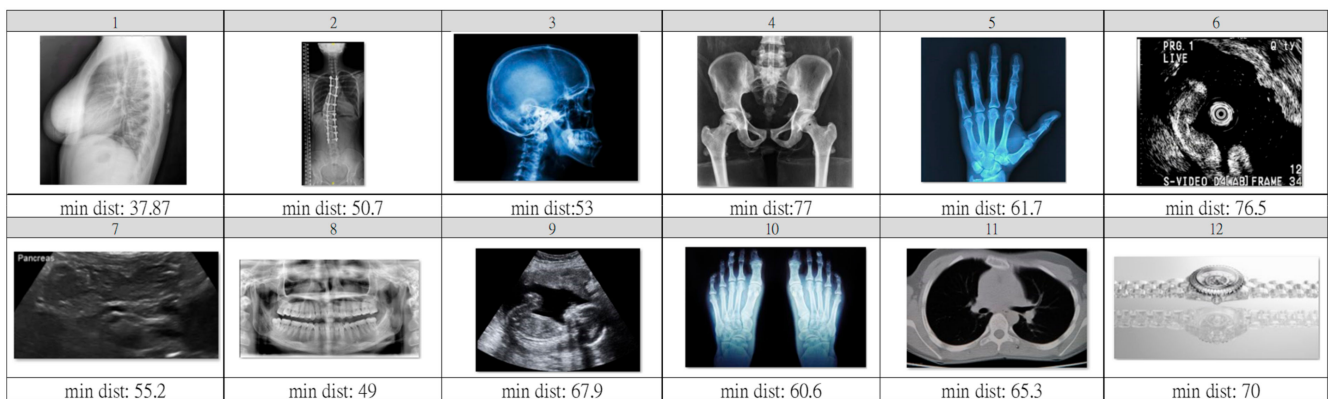 1 2 3 4 5 6
PRG.1 Q ty
LIVE
12
S-VIDEO D4[AB]FRAME 34
min dist: 37.87 min dist: 50.7 min dist:53 min dist:77 min dist: 61.7 min dist: 76.5
7 8 9 10 11 12
Pancreas
min dist: 55.2 min dist: 49 min dist: 67.9 min dist: 60.6 min dist: 65.3 min dist: 70